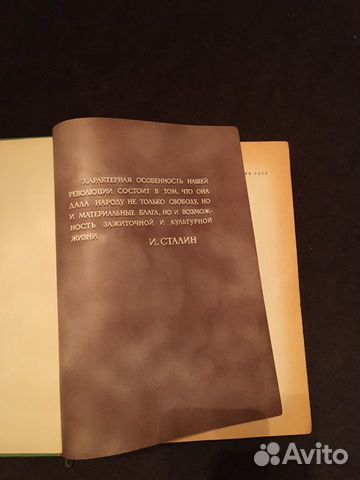 ХАРАКТЕРНАЯ ОСОБЕННОСТЬ НАШЕЙ
РЕВОЛЮЦИИ СОСТОИТ В ТОМ, ЧТО ОНА
ДАЛА НАРОДУ НЕ ТОЛЬКО СВОБОДУ, НО
И МАТЕРИАЛЬНЫЕ БЛАГА, НО И ВОЗМОЖ-
НОСТЬ ЗАЖИТОЧНОЙ И КУЛЬТУРНОЙ
ЖИЗНИ
И. СТАЛИН
СССР
Avito